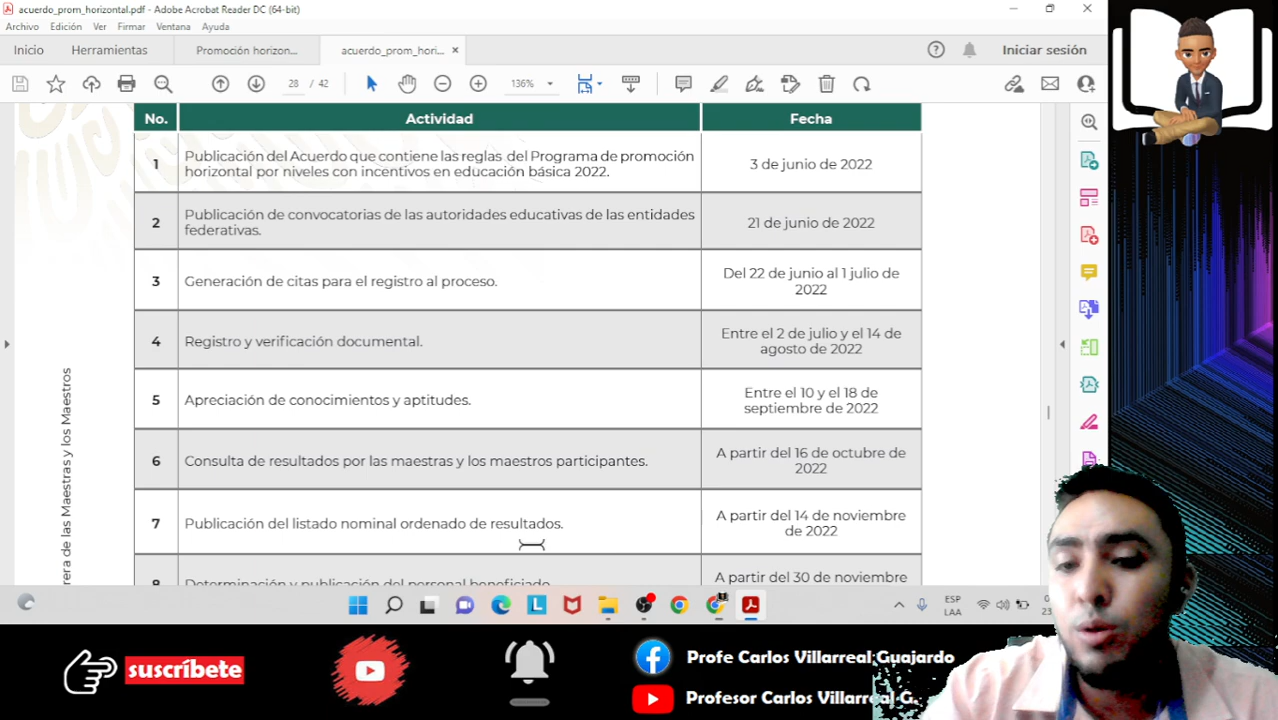 acuerdo_prom_horizontal.pdf - Adobe Acrobat Reader DC (64-bit)
Archivo Edición Ver Firmar Ventana Ayuda
Inicio Herramientas Promoción horizon... acuerdo_prom_hori... Iniciar sesión
28 / 42 136%
No. Actividad Fecha
1 Publicación del Acuerdo que contiene las reglas del Programa de promoción
horizontal por niveles con incentivos en educación básica 2022.
3 de junio de 2022
2 Publicación de convocatorias de las autoridades educativas de las entidades
federativas.
21 de junio de 2022
3 Generación de citas para el registro al proceso.
Del 22 de junio al 1 julio de
2022
4 Registro y verificación documental.
Entre el 2 de julio y el 14 de
agosto de 2022
5 Apreciación de conocimientos y aptitudes.
Entre el 10 y el 18 de
septiembre de 2022
6 Consulta de resultados por las maestras y los maestros participantes.
A partir del 16 de octubre de
2022
7 Publicación del listado nominal ordenado de resultados.
A partir del 14 de noviembre
de 2022
8 Determinación y publicación del personal beneficiado
A partir del 30 de noviembre
rera de las Maestras y los Maestros
ESP
LAA
suscríbete
Profe Carlos Villarreal Guajardo
Profesor Carlos Villarreal G.